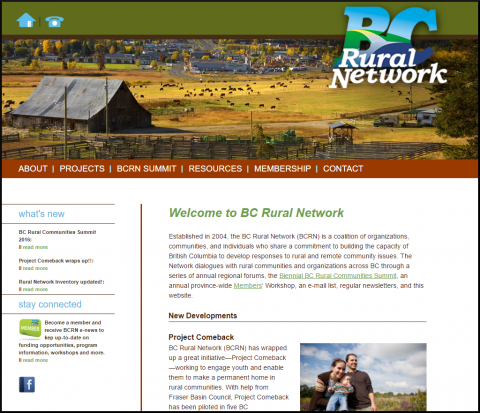 BC
Rural
Network
ABOUT | PROJECTS | BCRN SUMMIT | RESOURCES | MEMBERSHIP | CONTACT
what's new
BC Rural Communities Summit
2015!
read more
Project Comeback wraps up!!!
read more
Rural Network Inventory updated!!
read more
stay connected
MEMBER
Become a member and
receive BCRN e-news to
kep up-to-date on
funding opportunities, program
information, workshops and more.
read more
f
Welcome to BC Rural Network
Established in 2004, the BC Rural Network (BCRN) is a coalition of organizations,
communities, and individuals who share a commitment to building the capacity of
British Columbia to develop responses to rural and remote community issues. The
Network dialogues with rural communities and organizations across BC through a
series of annual regional forums, the Biennial BC Rural Communities Summit, an
annual province-wide Members' Workshop, an e-mail list, regular newsletters, and this
website.
New Developments
Project Comeback
BC Rural Network (BCRN) has wrapped
up a great initiative—Project Comeback
—working to engage youth and enable
them to make a permanent home in
rural communities. With help from
Fraser Basin Council, Project Comeback
has been piloted in five BC